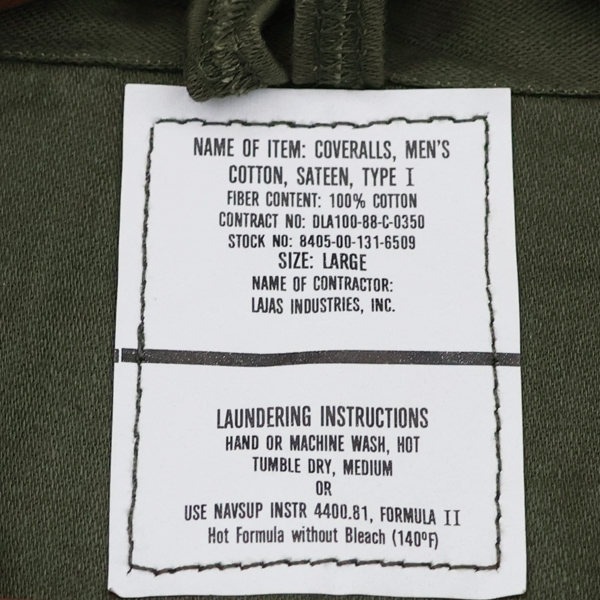 NAME OF ITEM: COVERALLS, MEN'S
COTTON, SATEEN, TYPE I
FIBER CONTENT: 100% COTTON
CONTRACT NO: DLA100-88-C-0350
STOCK NO: 8405-00-131-6509
SIZE: LARGE
NAME OF CONTRACTOR:
LAJAS INDUSTRIES, INC.
LAUNDERING INSTRUCTIONS
HAND OR MACHINE WASH, HOT
TUMBLE DRY, MEDIUM
OR
USE NAVSUP INSTR 4400.81, FORMULA II
Hot Formula without Bleach (140ºF)